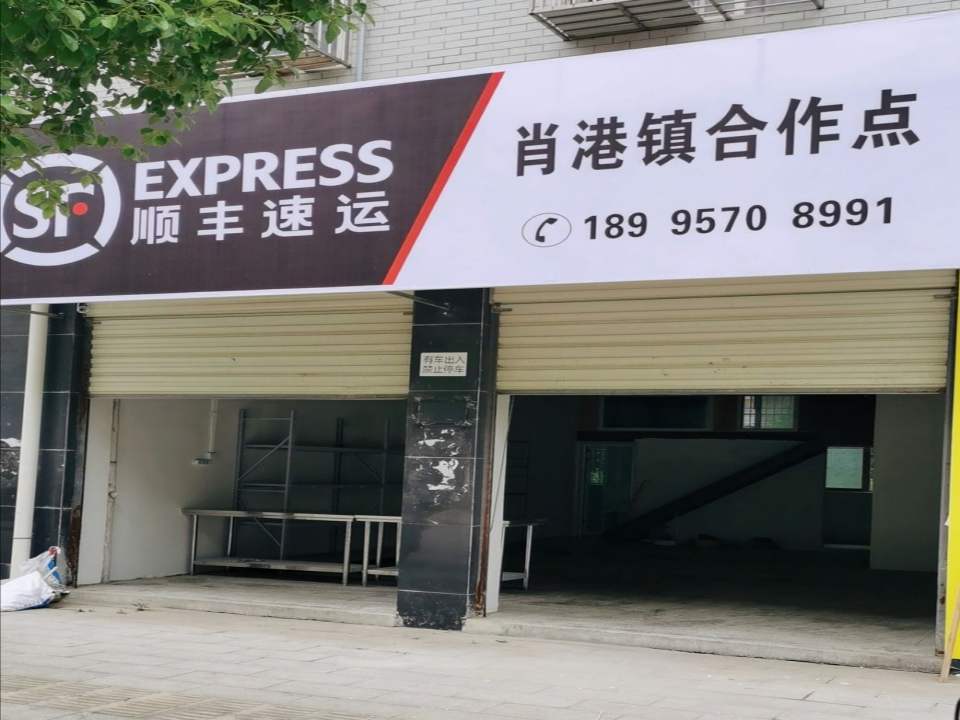 SF
EXPRESS
顺丰速运
肖港镇合作点
189 9570 8991
有车出入
禁止停车